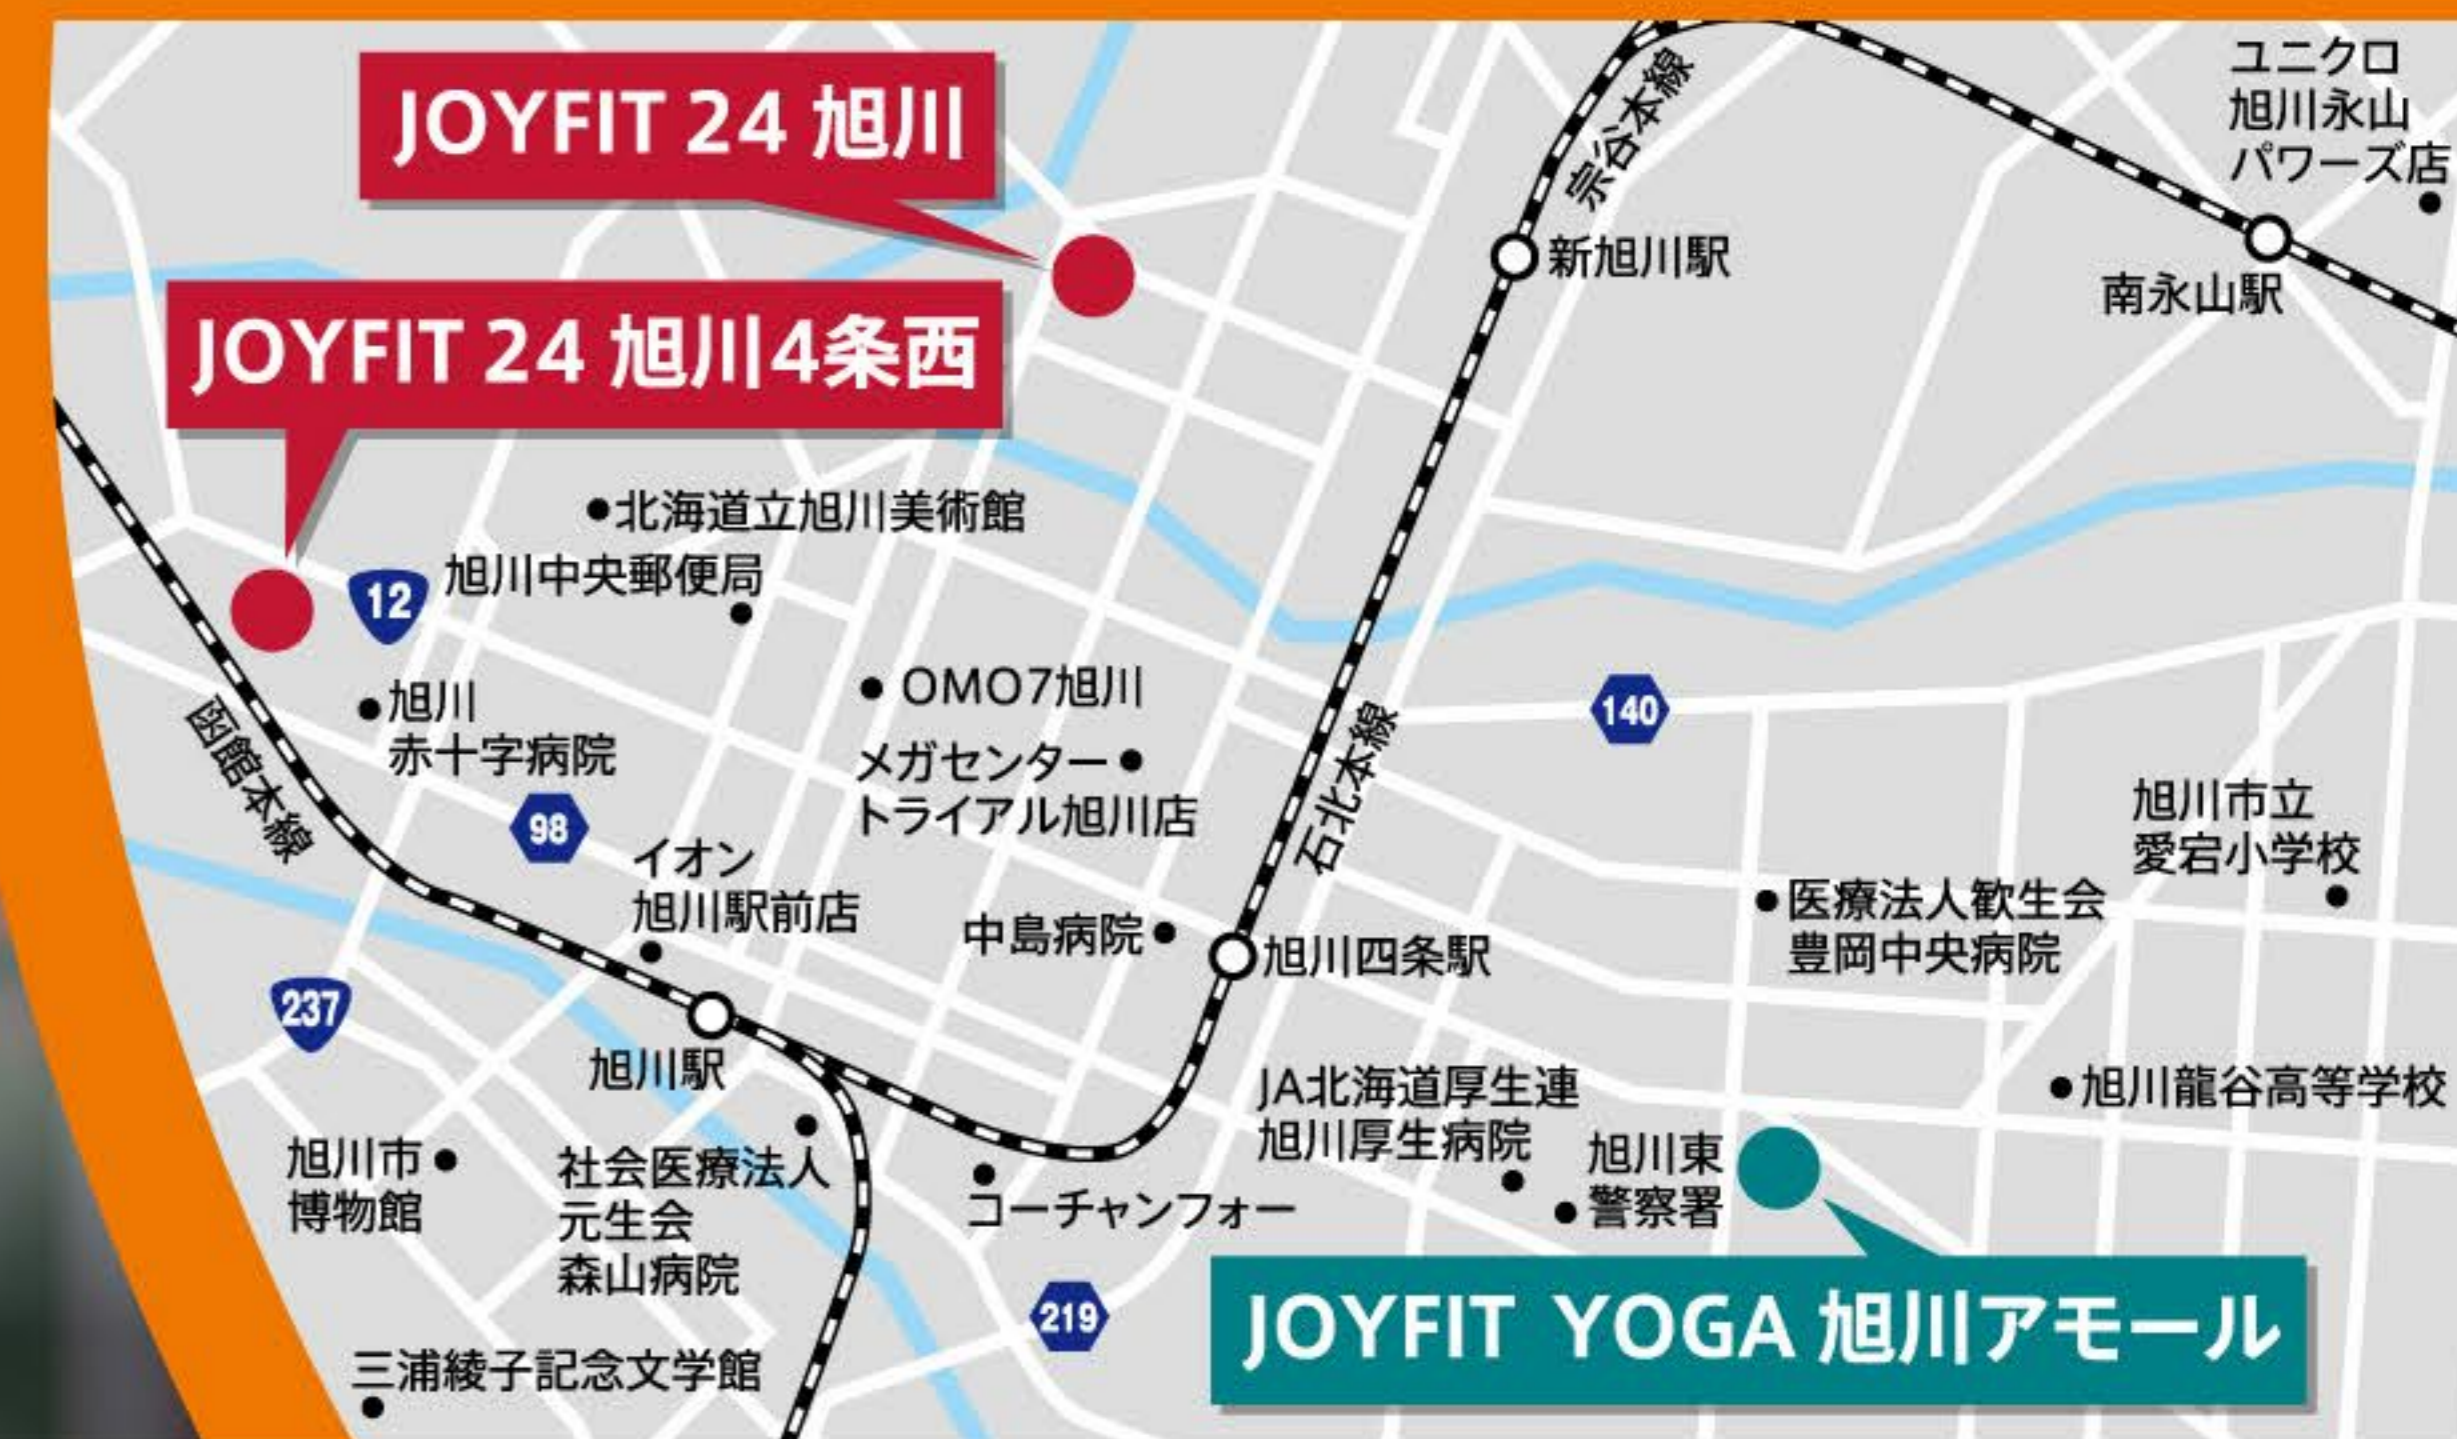 JOYFIT 24 旭川
JOYFIT 24 旭川4条西
宗谷本線
ユニクロ
旭川永山
パワーズ店
新旭川駅
南永山駅
北海道立旭川美術館
旭川中央郵便局
12
旭川
赤十字病院
OMO7旭川
メガセンター
トライアル旭川店
函館本線
98
イオン
旭川駅前店
中島病院
旭川四条駅
石北本線
140
旭川市立
愛宕小学校
医療法人歓生会
豊岡中央病院
237
旭川駅
旭川市
博物館
社会医療法人
元生会
森山病院
コーチャンフォー
JA北海道厚生連
旭川厚生病院
旭川東
警察署
旭川龍谷高等学校
219
JOYFIT YOGA 旭川アモール
三浦綾子記念文学館